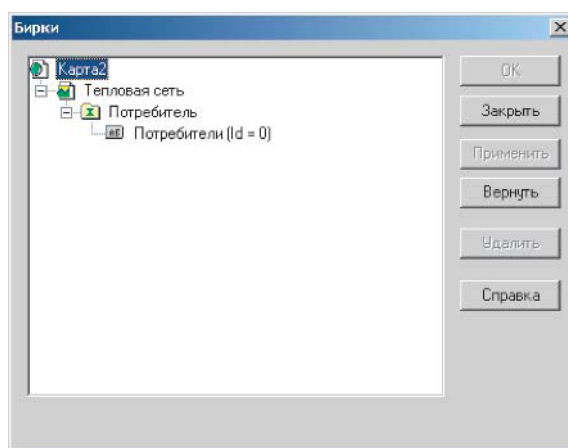 Бирки
Карта2
Тепловая сеть
Потребитель
Потребители (Id = 0)
OK
Закрыть
Применить
Вернуть
Удалить
Справка